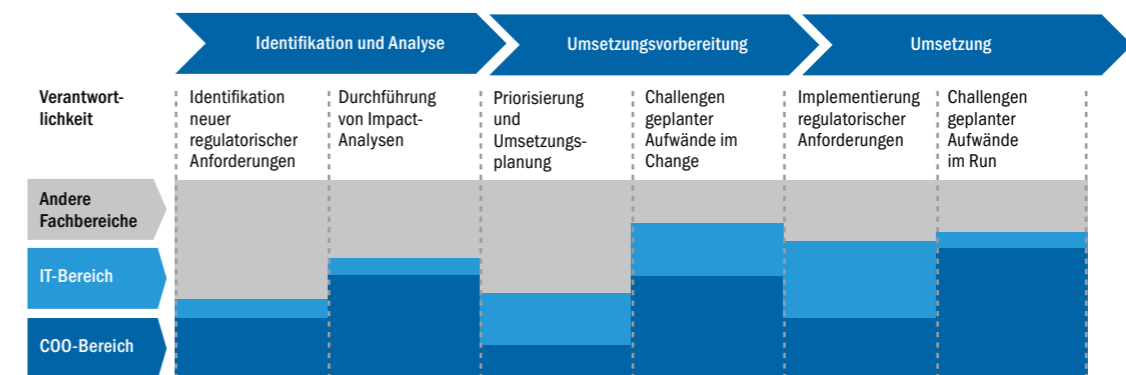 Identifikation und Analyse
Umsetzungsvorbereitung
Umsetzung
Verantwort-
lichkeit
Identifikation
neuer
regulatorischer
Anforderungen
Durchführung
von Impact-
Analysen
Priorisierung
und
Umsetzungs-
planung
Challengen
geplanter
Aufwände im
Change
Implementierung
regulatorischer
Anforderungen
Challengen
geplanter
Aufwände
im Run
Andere
Fachbereiche
IT-Bereich
COO-Bereich